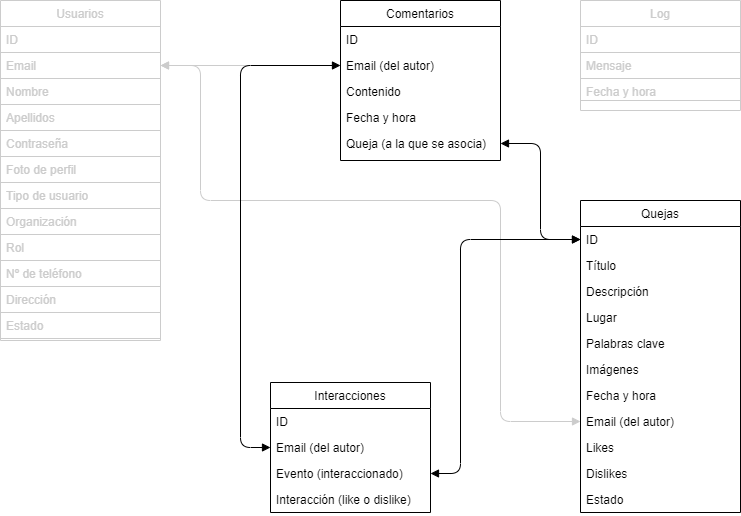 Usuarios
ID
Email
Nombre
Apellidos
Contraseña
Foto de perfil
Tipo de usuario
Organización
Rol
Nº de teléfono
Dirección
Estado
Comentarios
ID
Email (del autor)
Contenido
Fecha y hora
Queja (a la que se asocia)
Log
ID
Mensaje
Fecha y hora
Interacciones
ID
Email (del autor)
Evento (interaccionado)
Interacción (like o dislike)
Quejas
ID
Título
Descripción
Lugar
Palabras clave
Imágenes
Fecha y hora
Email (del autor)
Likes
Dislikes
Estado